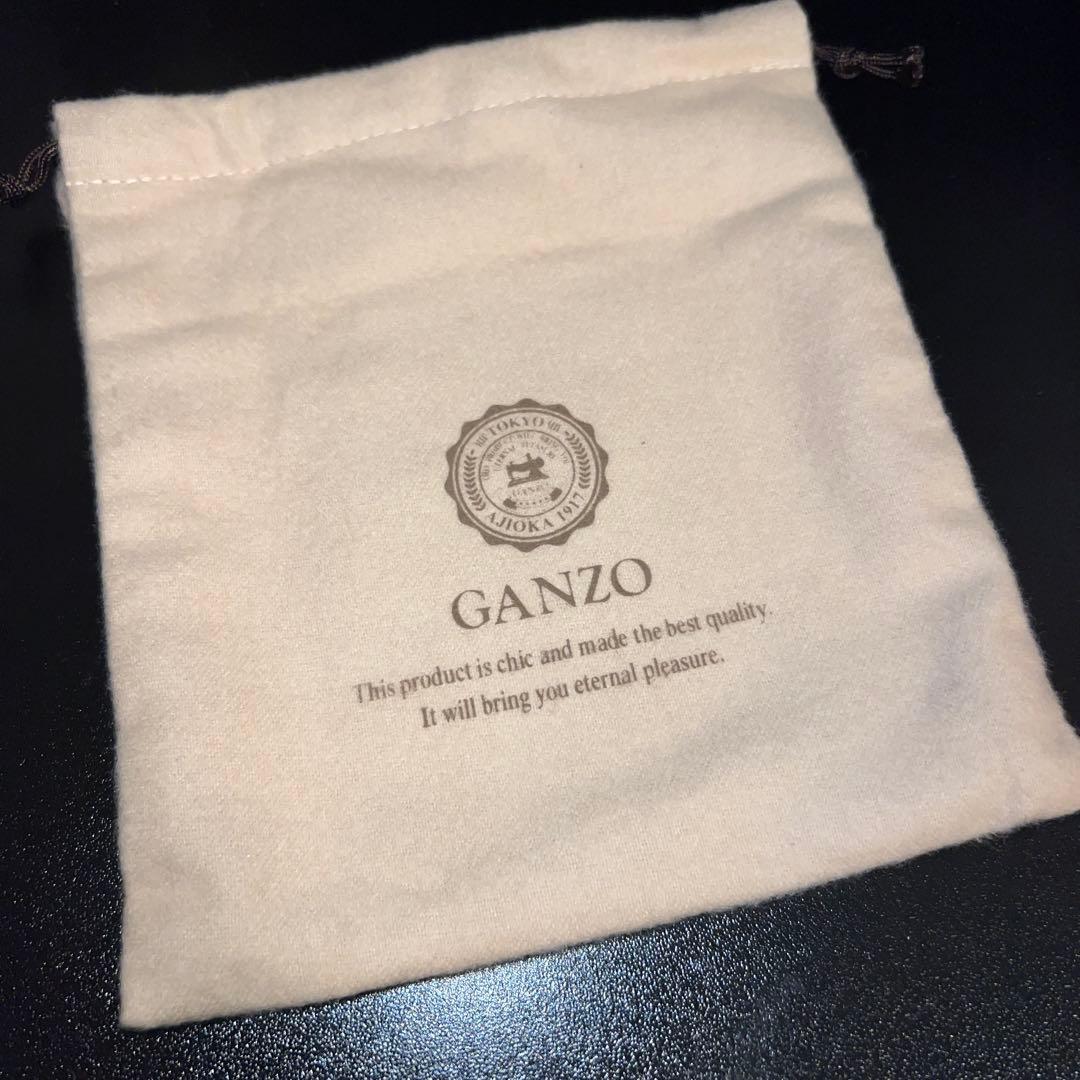 TOKYO
AJIOKA 1917
GANZO
This product is chic and made the best quality.
It will bring you eternal pleasure.